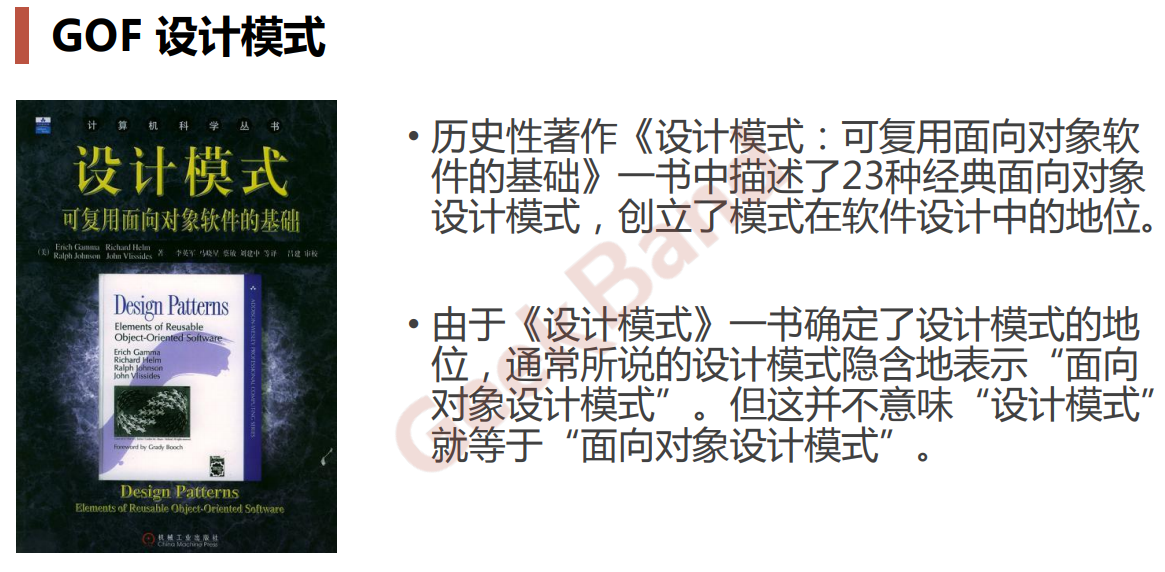 GOF 设计模式
计算机科学丛书
设计模式
可复用面向对象软件的基础
(美) Erich Gamma Richard Helm
Ralph Johnson John Vlissides 著 李英军 马晓星 蔡敏 刘建中 等译 吕建 审校
Design Patterns
Elements of Reusable
Object-Oriented Software
Erich Gamma
Richard Helm
Ralph Johnson
John Vlissides
Foreword by Grady Booch
ADDISON-WESLEY PROFESSIONAL COMPUTING SERIES
Design Patterns
Elements of Reusable Object-Oriented Software
机械工业出版社
China Machine Press
• 历史性著作《设计模式：可复用面向对象软
件的基础》一书中描述了23种经典面向对象
设计模式，创立了模式在软件设计中的地位。
• 由于《设计模式》一书确定了设计模式的地
位，通常所说的设计模式隐含地表示“面向
对象设计模式”。但这并不意味“设计模式”
就等于“面向对象设计模式”。
GeekBand